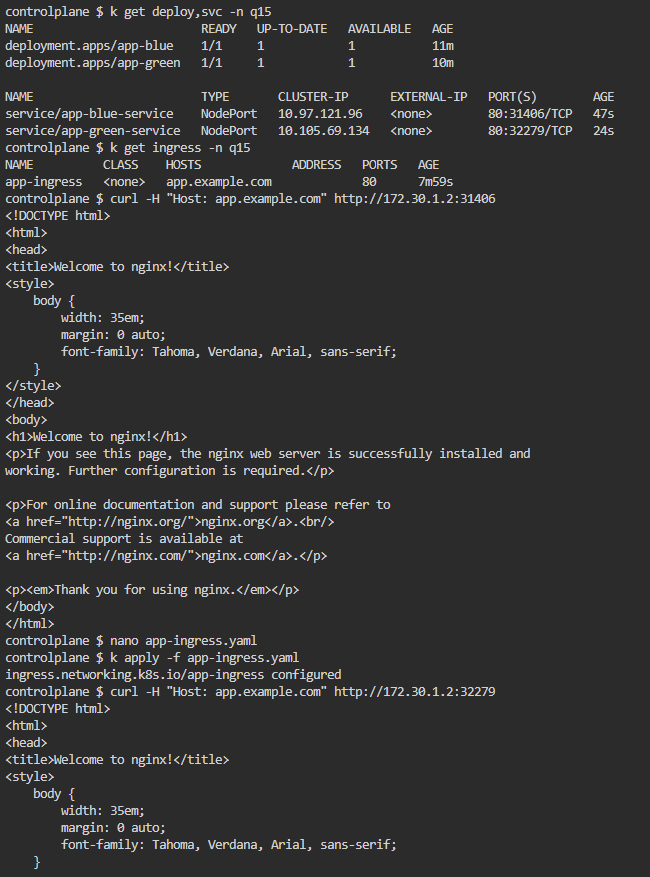 controlplane $ k get deploy,svc -n q15
NAME                        READY   UP-TO-DATE   AVAILABLE   AGE
deployment.apps/app-blue    1/1     1            1           11m
deployment.apps/app-green   1/1     1            1           10m

NAME                        TYPE       CLUSTER-IP      EXTERNAL-IP   PORT(S)        AGE
service/app-blue-service    NodePort   10.97.121.96    <none>        80:31406/TCP   47s
service/app-green-service   NodePort   10.105.69.134   <none>        80:32279/TCP   24s
controlplane $ k get ingress -n q15
NAME          CLASS    HOSTS             ADDRESS   PORTS   AGE
app-ingress   <none>   app.example.com             80      7m59s
controlplane $ curl -H "Host: app.example.com" http://172.30.1.2:31406
<!DOCTYPE html>
<html>
<head>
<title>Welcome to nginx!</title>
<style>
    body {
        width: 35em;
        margin: 0 auto;
        font-family: Tahoma, Verdana, Arial, sans-serif;
    }
</style>
</head>
<body>
<h1>Welcome to nginx!</h1>
<p>If you see this page, the nginx web server is successfully installed and
working. Further configuration is required.</p>

<p>For online documentation and support please refer to
<a href="http://nginx.org/">nginx.org</a>.<br/>
Commercial support is available at
<a href="http://nginx.com/">nginx.com</a>.</p>

<p><em>Thank you for using nginx.</em></p>
</body>
</html>
controlplane $ nano app-ingress.yaml
controlplane $ k apply -f app-ingress.yaml
ingress.networking.k8s.io/app-ingress configured
controlplane $ curl -H "Host: app.example.com" http://172.30.1.2:32279
<!DOCTYPE html>
<html>
<head>
<title>Welcome to nginx!</title>
<style>
    body {
        width: 35em;
        margin: 0 auto;
        font-family: Tahoma, Verdana, Arial, sans-serif;
    }